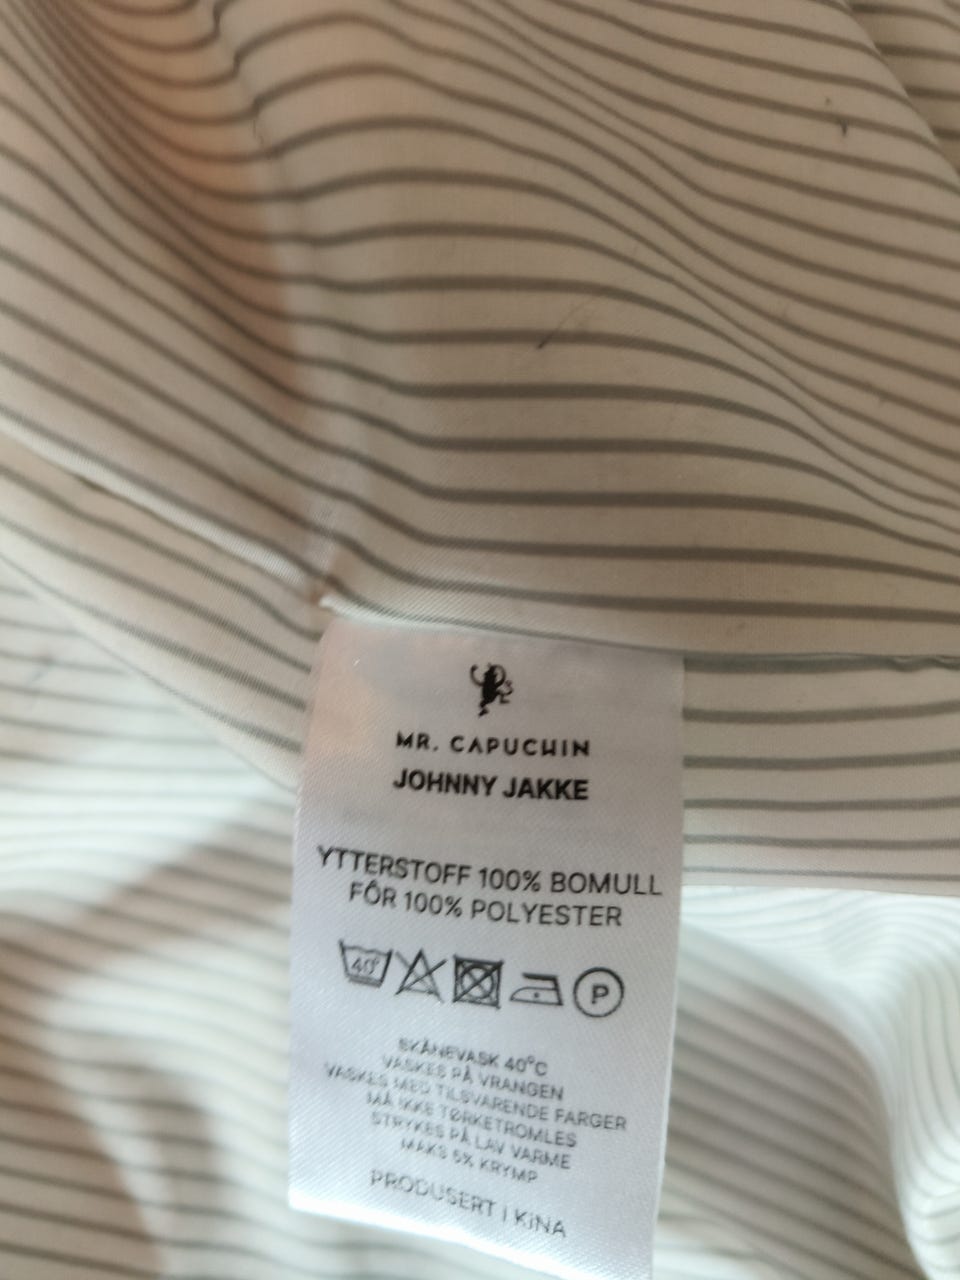 MR. CAPUCHIN
JOHNNY JAKKE
YTTERSTOFF 100% BOMULL
FÔR 100% POLYESTER
40°
P
SKÅNEVASK 40°C
VASKES PÅ VRANGEN
VASKES MED TILSVARENDE FARGER
MÅ IKKE TØRKETROMLES
STRYKES PÅ LAV VARME
MAKS 5% KRYMP
PRODUSERT I KINA